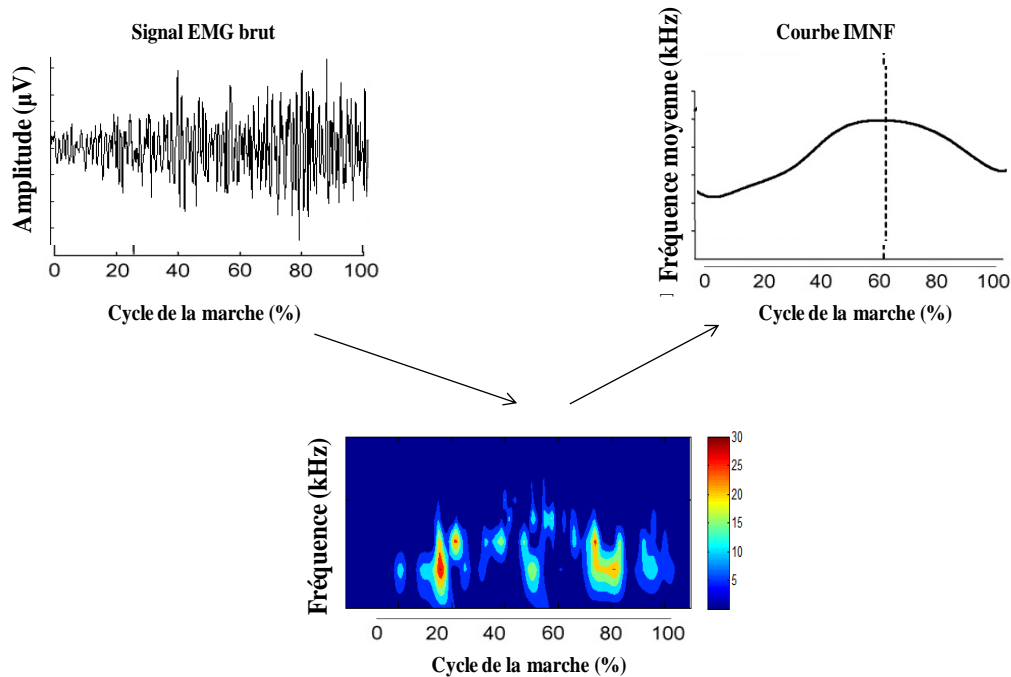 Signal EMG brut
Amplitude (µV)
0 20 40 60 80 100
Cycle de la marche (%)
Courbe IMNF
Fréquence moyenne (kHz)
0 20 40 60 80 100
Cycle de la marche (%)
Fréquence (kHz)
30
25
20
15
10
5
0 20 40 60 80 100
Cycle de la marche (%)